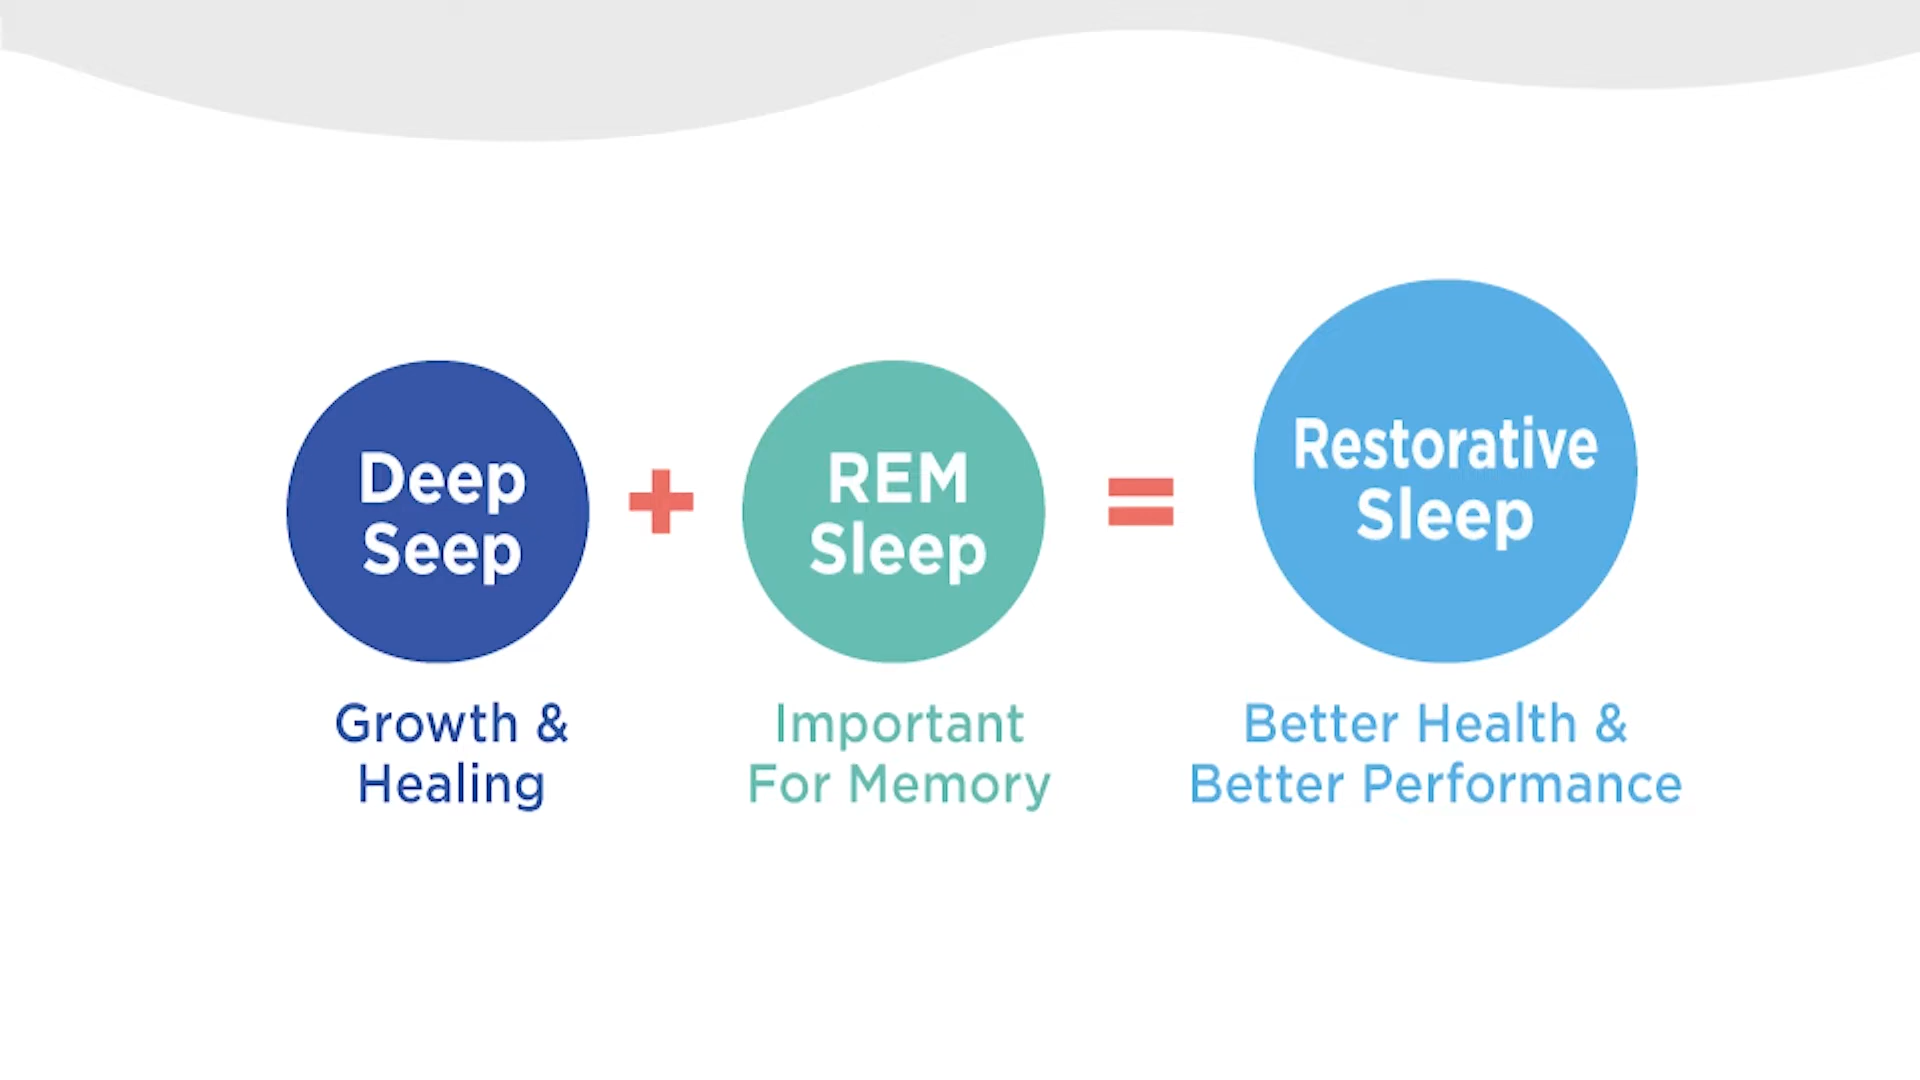 Deep
Seep
+
REM
Sleep
=
Restorative
Sleep
Growth &
Healing
Important
For Memory
Better Health &
Better Performance